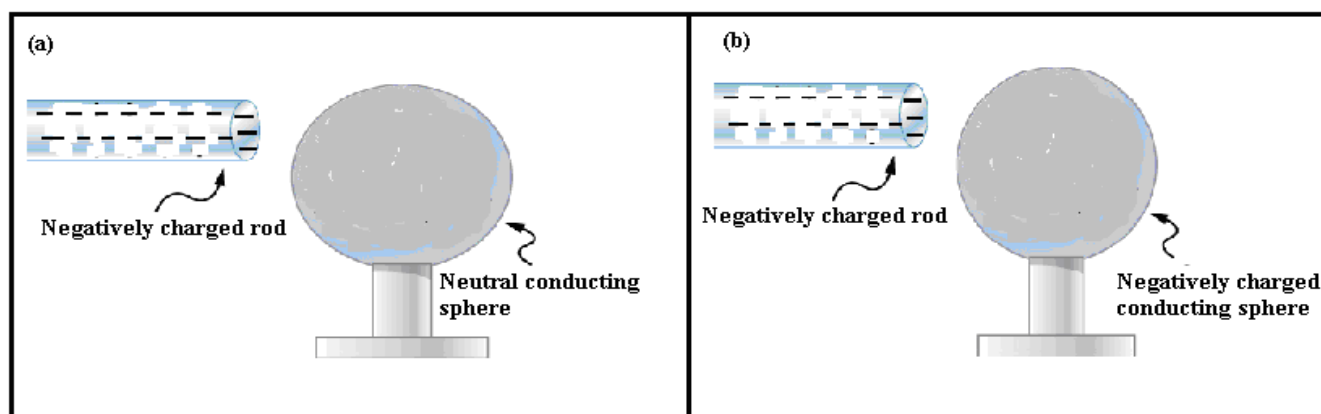 (a)
Negatively charged rod
Neutral conducting
sphere
(b)
Negatively charged rod
Negatively charged
conducting sphere